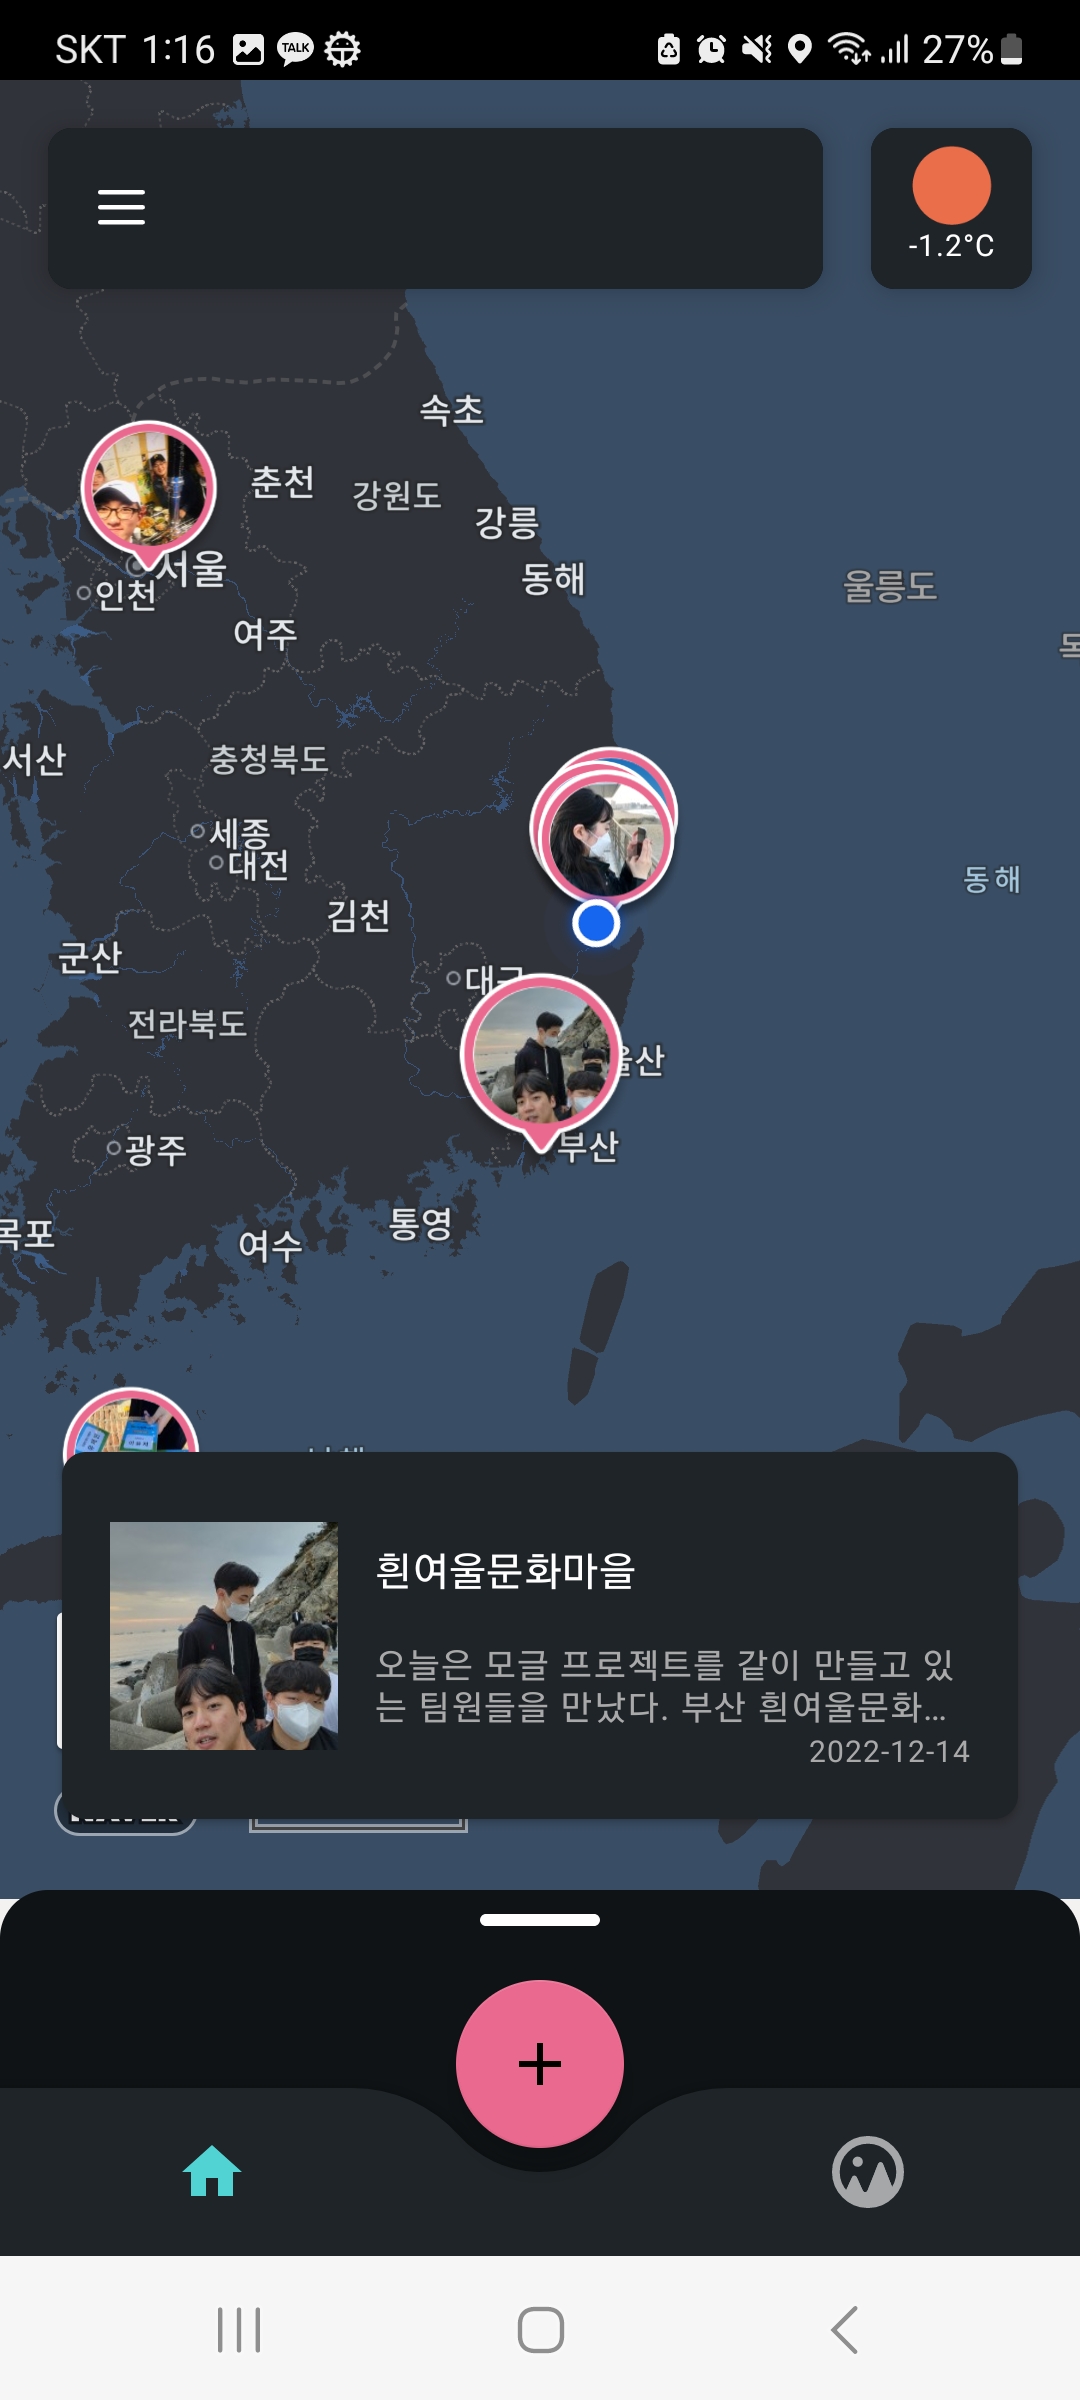 SKT 1:16 TALK 27%
-1.2°C
속초
춘천 강원도
강릉
서울 동해 울릉도
인천
여주
서산 충청북도
세종
대전 동해
김천
군산
전라북도
울산
광주 부산
목포 여수 통영
흰여울문화마을
오늘은 모글 프로젝트를 같이 만들고 있
는 팀원들을 만났다. 부산 흰여울문화...
2022-12-14